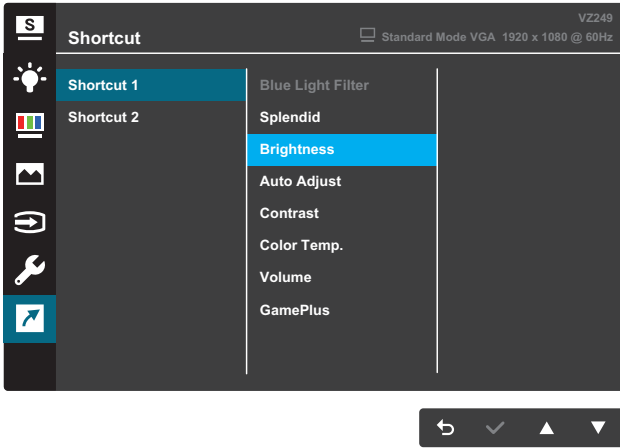 S
VZ249
Shortcut
Standard Mode VGA 1920 x 1080 @ 60Hz
Shortcut 1
Shortcut 2
Blue Light Filter
Splendid
Brightness
Auto Adjust
Contrast
Color Temp.
Volume
GamePlus